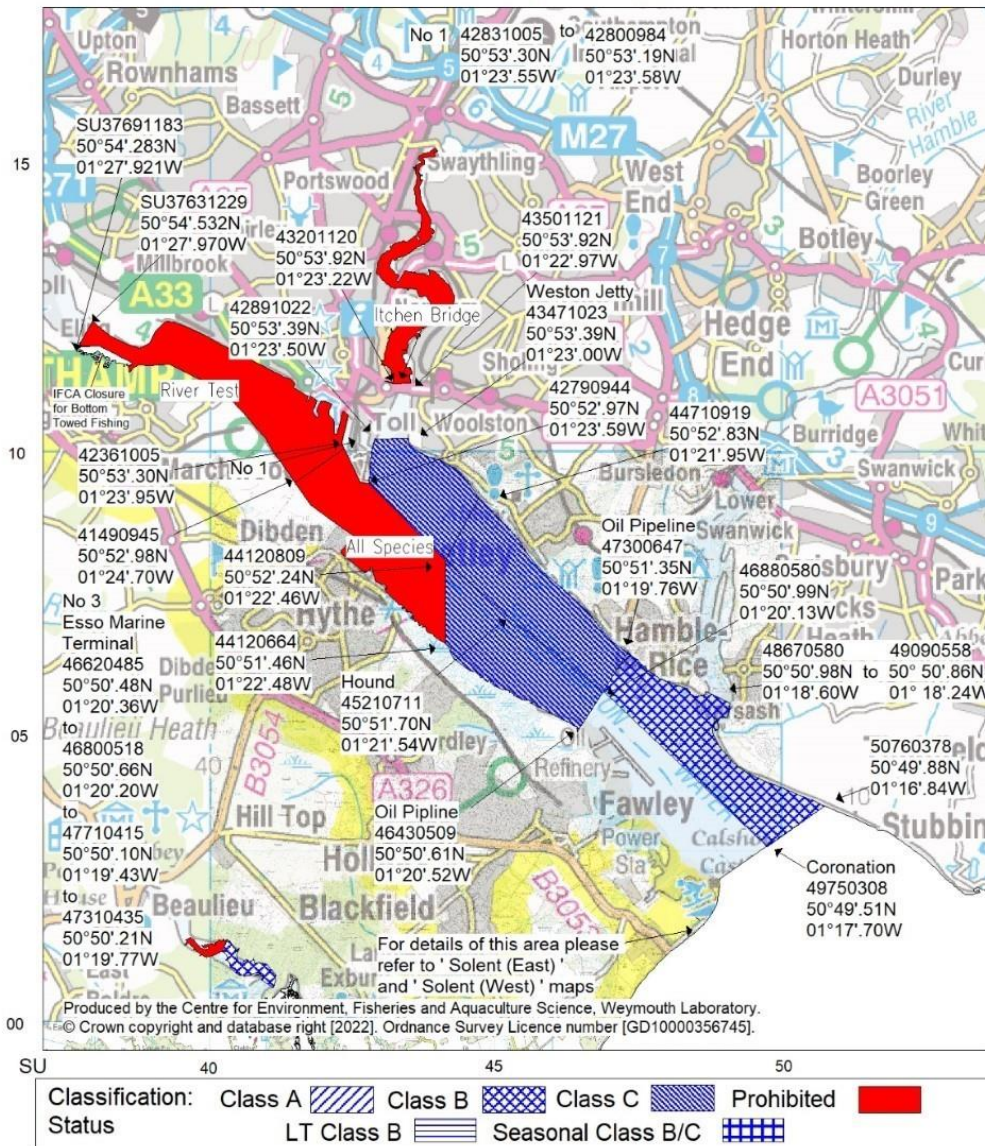 No 1 42831005 to 42800984
50°53'.30N 50°53'.19N
01°23'.55W 01°23'.58W
Horton Heath
Upton
Rownhams
Bassett
Durley
River Hamble
M27
SU37691183
50°54'.283N
01°27'.921W
15
Swaythling
Portswood
West End
Boorley Green
Botley
SU37631229
50°54'.532N
01°27'.970W
Millbrook
A33
43201120
50°53'.92N
01°23'.22W
43501121
50°53'.92N
01°22'.97W
42891022
50°53'.39N
01°23'.50W
Itchen Bridge
Weston Jetty
43471023
50°53'.39N
01°23'.00W
Hedge End
A3051
IFCA Closure
for Bottom
Towed Fishing
River Test
42790944
50°52'.97N
01°23'.59W
44710919
50°52'.83N
01°21'.95W
Toll
Woolston
Burridge
Swanwick
10
42361005
50°53'.30N
01°23'.95W
No 1
Bursledon
Lower Swanwick
41490945
50°52'.98N
01°24'.70W
Dibden
All Species
44120809
50°52'.24N
01°22'.46W
Hythe
Oil Pipeline
47300647
50°51'.35N
01°19'.76W
46880580
50°50'.99N
01°20'.13W
No 3
Esso Marine
Terminal
46620485
50°50'.48N
01°20'.36W
to
46800518
50°50'.66N
01°20'.20W
to
47710415
50°50'.10N
01°19'.43W
to
47310435
50°50'.21N
01°19'.77W
Dibden Purlieu
Beaulieu Heath
44120664
50°51'.46N
01°22'.48W
Hound
45210711
50°51'.70N
01°21'.54W
48670580 49090558
50°50'.98N to 50° 50'.86N
01°18'.60W 01° 18'.24W
05
Refinery
B3054
A326
Hill Top
Oil Pipline
46430509
50°50'.61N
01°20'.52W
Fawley
Power Sta
50760378
50°49'.88N
01°16'.84W
Coronation
49750308
50°49'.51N
01°17'.70W
Beaulieu
Blackfield
For details of this area please
refer to ' Solent (East) '
and ' Solent (West) ' maps
Produced by the Centre for Environment, Fisheries and Aquaculture Science, Weymouth Laboratory.
© Crown copyright and database right [2022]. Ordnance Survey Licence number [GD10000356745].
00
SU 40 45 50
Classification: Class A Class B Class C Prohibited
Status LT Class B Seasonal Class B/C